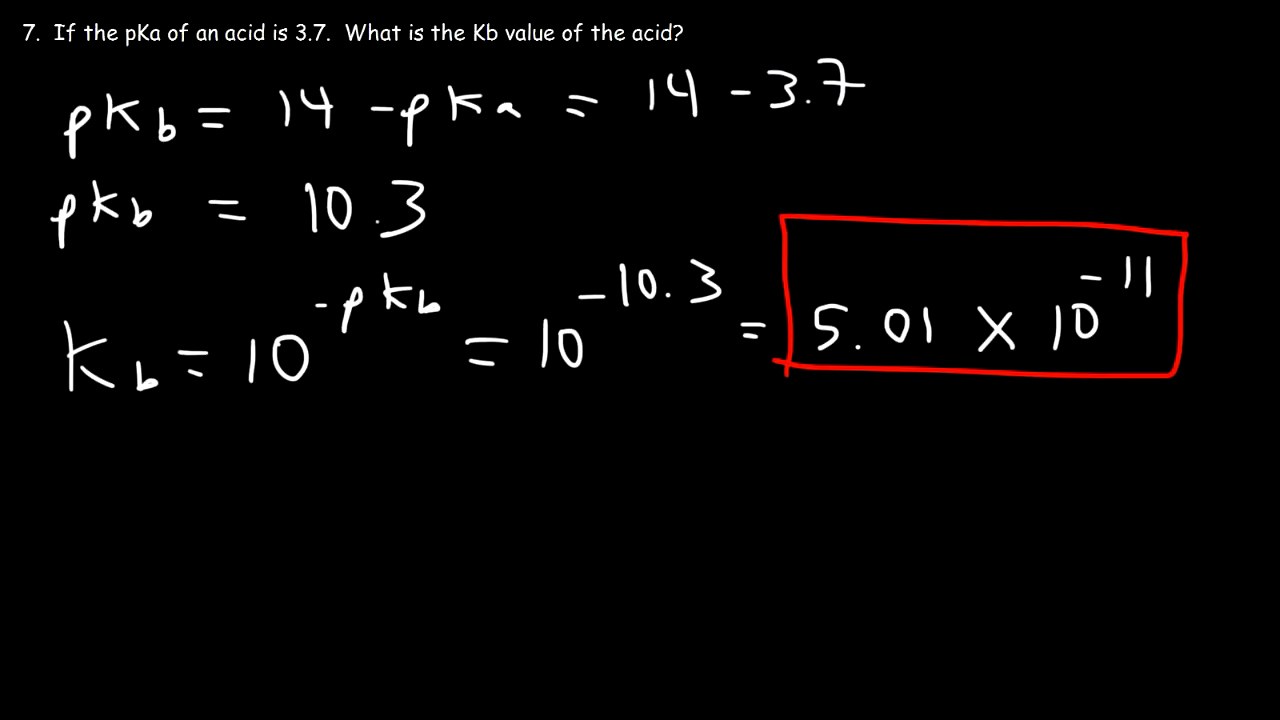 7. If the pKa of an acid is 3.7. What is the Kb value of the acid?
pKb = 14 - pKa = 14 - 3.7
pKb = 10.3
Kb = 10^-pKb = 10^-10.3 = 5.01 x 10^-11